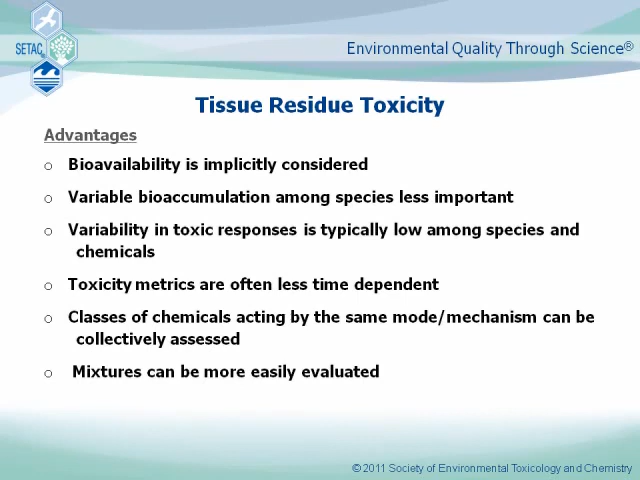 SETAC
Environmental Quality Through Science®
Tissue Residue Toxicity
Advantages
o Bioavailability is implicitly considered
o Variable bioaccumulation among species less important
o Variability in toxic responses is typically low among species and
chemicals
o Toxicity metrics are often less time dependent
o Classes of chemicals acting by the same mode/mechanism can be
collectively assessed
o Mixtures can be more easily evaluated
© 2011 Society of Environmental Toxicology and Chemistry